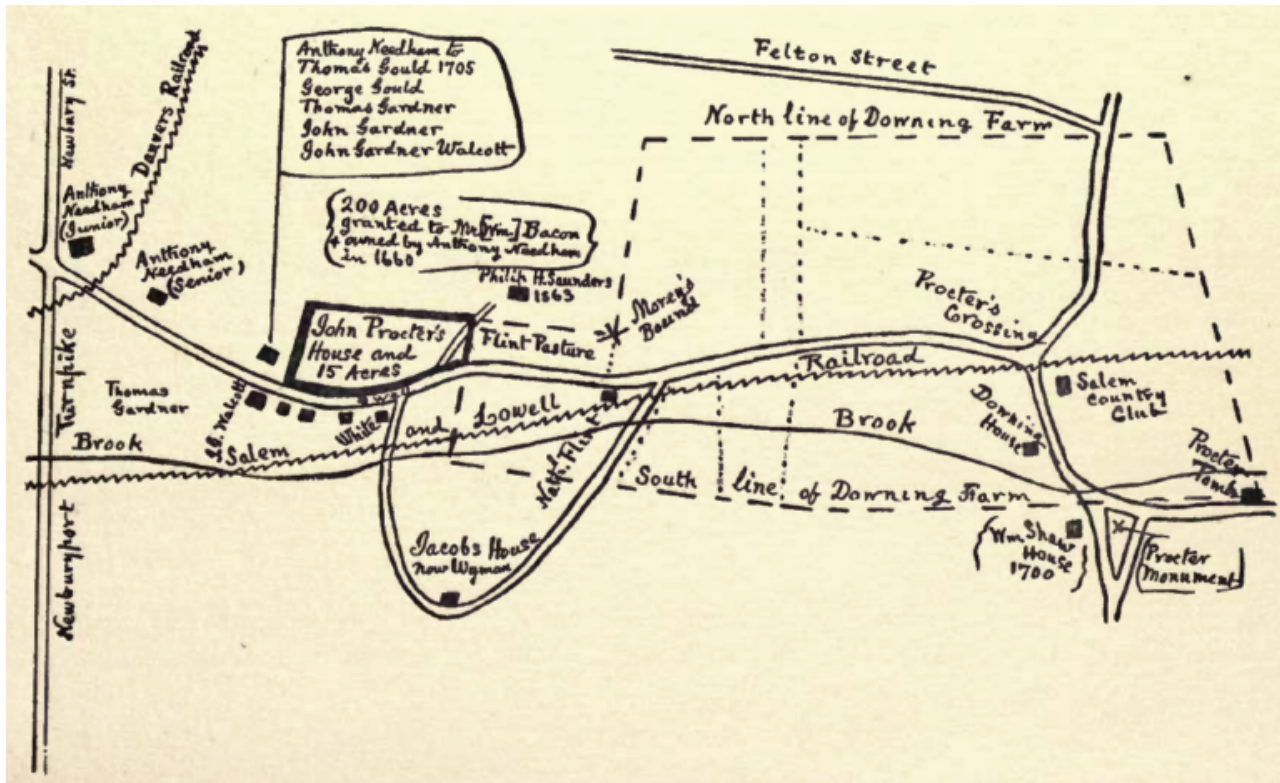 Newbury St.
Danvers Railroad
Anthony Needham to
Thomas Gould 1705
George Gould
Thomas Gardner
John Gardner
John Gardner Walcott
Felton Street
North line of Downing Farm
Anthony
Needham
(Junior)
Anthony
Needham
(Senior)
200 Acres
granted to Mr [Wm] Bacon
+ owned by Anthony Needham
in 1660
Philip H. Saunders
1863
Morey's
Bound
Procter's
Crossing
John Procter's
House and
15 Acres
Flint Pasture
Railroad
Turnpike
Thomas
Gardner
Walcott
White
and Lowell
Salem
Country
Club
Downing
House
Brook
Salem
Brook
Nath. Flint
Procter
Tomb
South line of Downing Farm
Newburyport
Jacobs House
now Wyman
Wm Shaw
House
1700
Procter
Monument